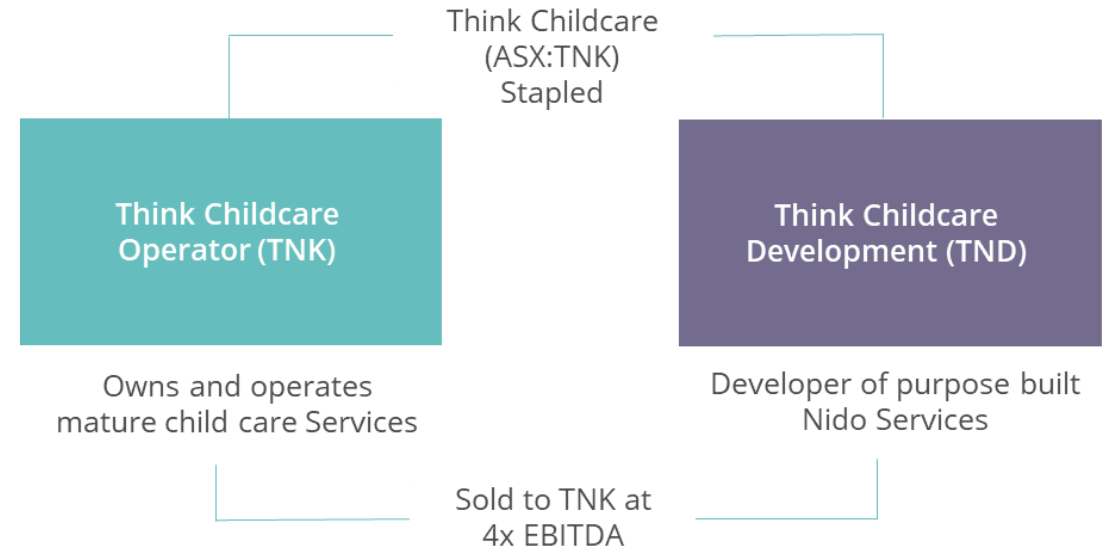 Think Childcare
(ASX:TNK)
Stapled
Think Childcare
Operator (TNK)
Think Childcare
Development (TND)
Owns and operates
mature child care Services
Developer of purpose built
Nido Services
Sold to TNK at
4x EBITDA